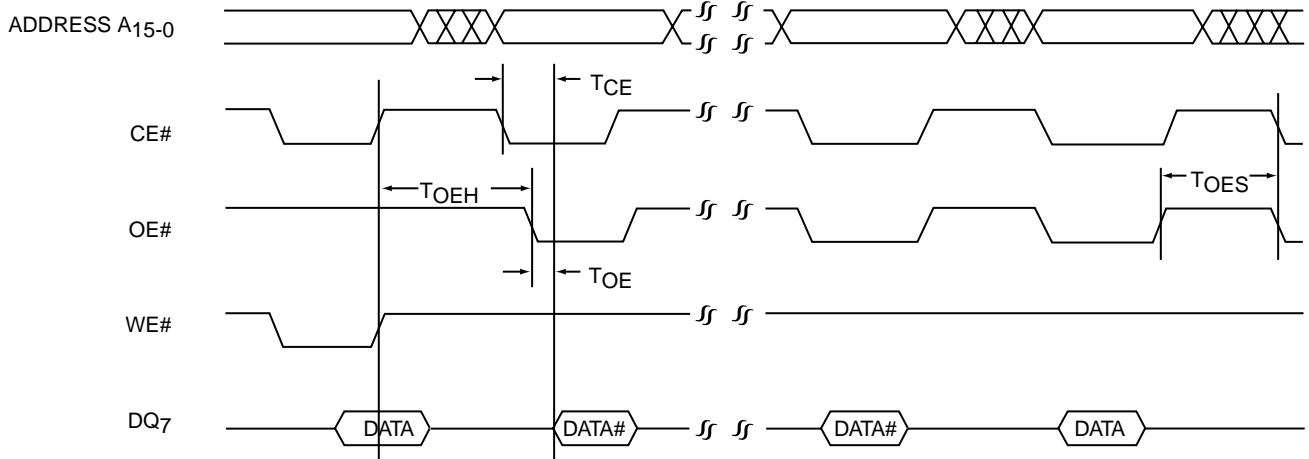 ADDRESS A15-0
TCE
CE#
TOEH
TOES
OE#
TOE
WE#
DQ7
DATA
DATA#
DATA#
DATA